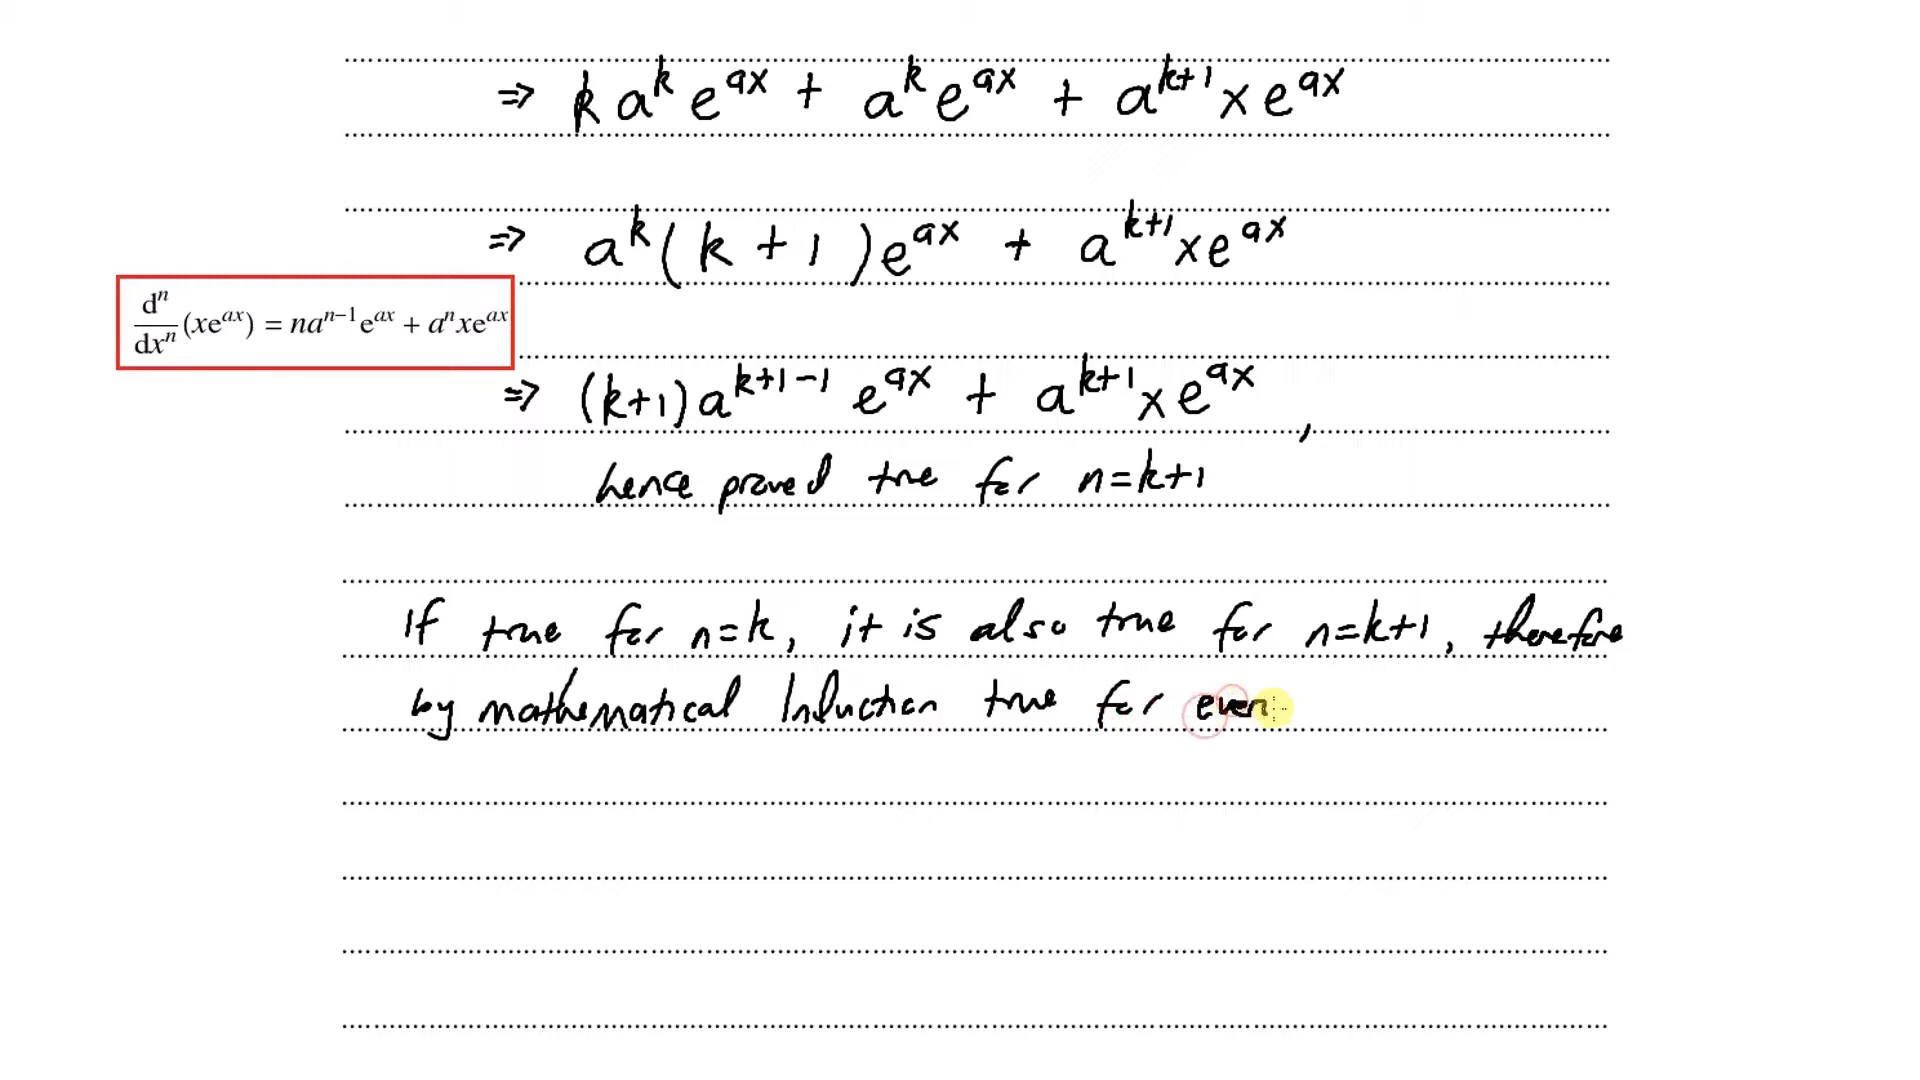 ⇒ k a^k e^{ax} + a^k e^{ax} + a^{k+1} x e^{ax}
⇒ a^k (k + 1) e^{ax} + a^{k+1} x e^{ax}
d^n/dx^n (xe^{ax}) = na^{n-1}e^{ax} + a^n xe^{ax}
⇒ (k+1) a^{k+1-1} e^{ax} + a^{k+1} x e^{ax},
hence proved true for n=k+1
If true for n=k, it is also true for n=k+1, therefore
by mathematical Induction true for ever